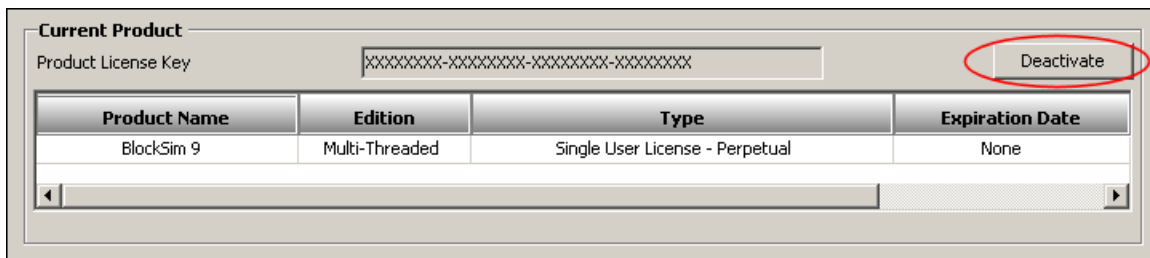 Current Product
Product License Key XXXXXXXX-XXXXXXXX-XXXXXXXX-XXXXXXXX Deactivate
Product Name Edition Type Expiration Date
BlockSim 9 Multi-Threaded Single User License - Perpetual None